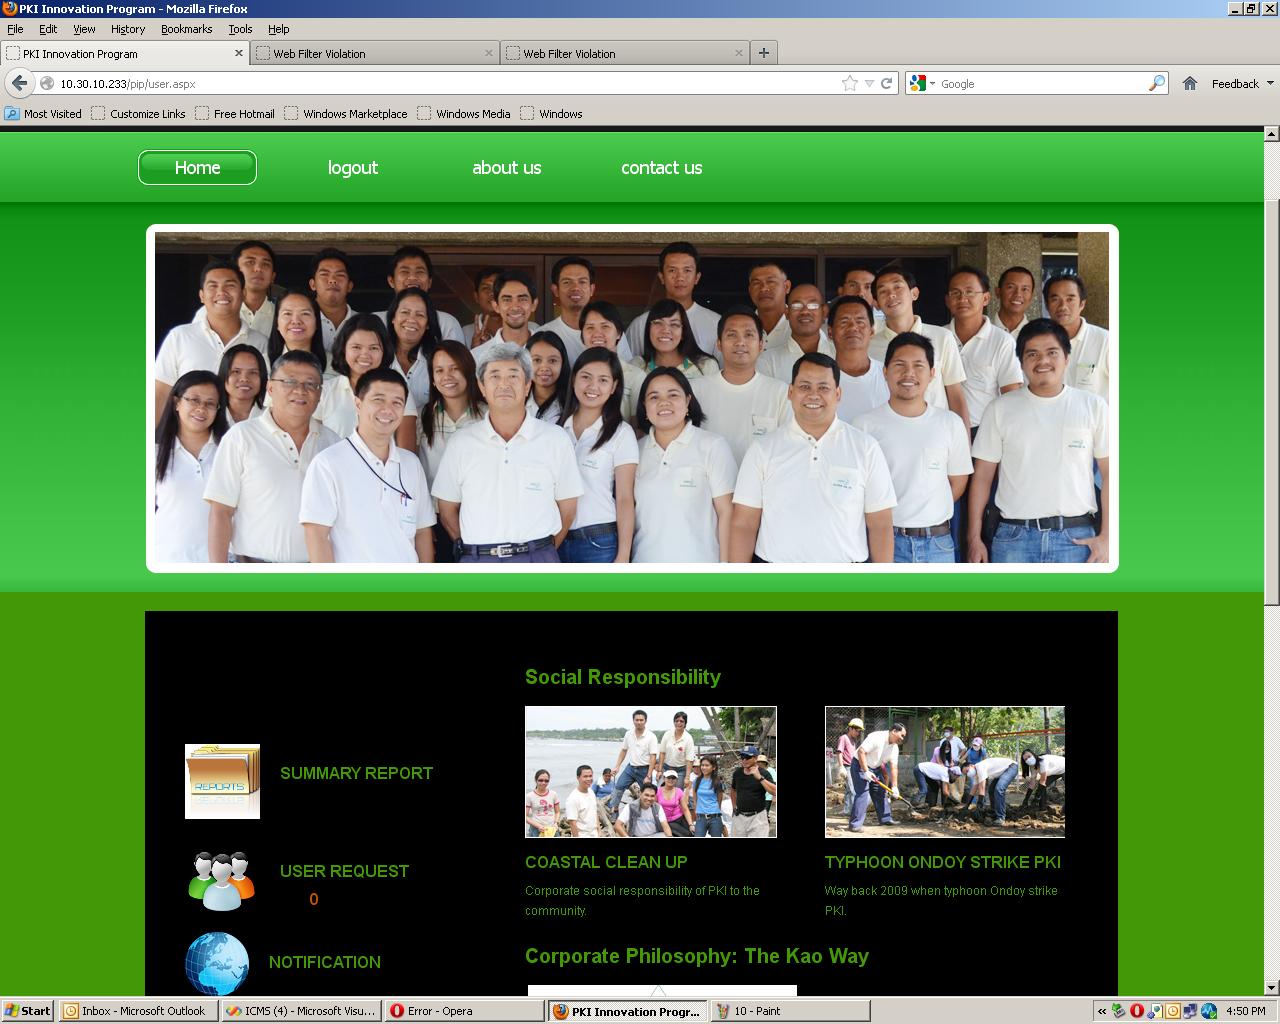 PKI Innovation Program - Mozilla Firefox
File Edit View History Bookmarks Tools Help
PKI Innovation Program Web Filter Violation Web Filter Violation
10.30.10.233/pip/user.aspx Google Feedback
Most Visited Customize Links Free Hotmail Windows Marketplace Windows Media Windows
Home logout about us contact us
Social Responsibility
REPORTS
SUMMARY REPORT
COASTAL CLEAN UP
TYPHOON ONDOY STRIKE PKI
Corporate social responsibility of PKI to the
community.
Way back 2009 when typhoon Ondoy strike
PKI.
USER REQUEST
0
NOTIFICATION
Corporate Philosophy: The Kao Way
Start Inbox - Microsoft Outlook ICMS (4) - Microsoft Visu... Error - Opera PKI Innovation Progr... 10 - Paint 4:50 PM